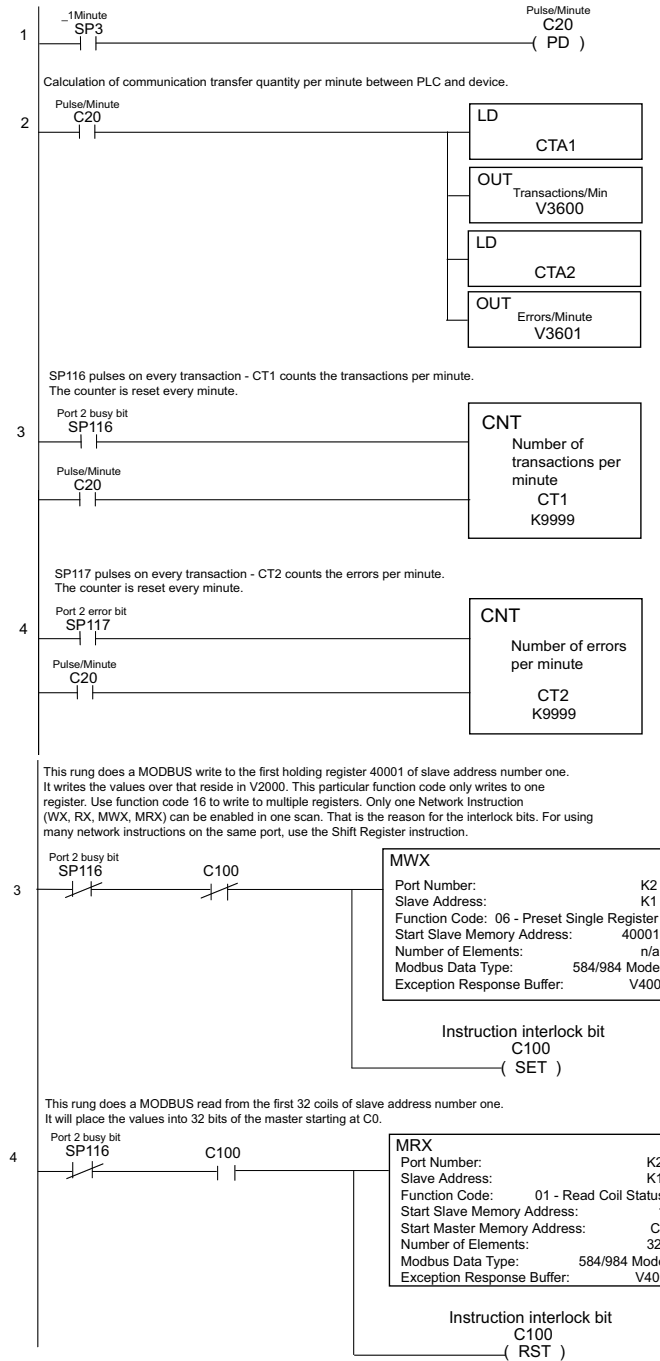 1
_1Minute
SP3
Pulse/Minute
C20
( PD )
Calculation of communication transfer quantity per minute between PLC and device.
2
Pulse/Minute
C20
LD
CTA1
OUT
Transactions/Min
V3600
LD
CTA2
OUT
Errors/Minute
V3601
SP116 pulses on every transaction - CT1 counts the transactions per minute.
The counter is reset every minute.
3
Port 2 busy bit
SP116
Pulse/Minute
C20
CNT
Number of
transactions per
minute
CT1
K9999
SP117 pulses on every transaction - CT2 counts the errors per minute.
The counter is reset every minute.
4
Port 2 error bit
SP117
Pulse/Minute
C20
CNT
Number of errors
per minute
CT2
K9999
This rung does a MODBUS write to the first holding register 40001 of slave address number one.
It writes the values over that reside in V2000. This particular function code only writes to one
register. Use function code 16 to write to multiple registers. Only one Network Instruction
(WX, RX, MWX, MRX) can be enabled in one scan. That is the reason for the interlock bits. For using
many network instructions on the same port, use the Shift Register instruction.
3
Port 2 busy bit
SP116
C100
MWX
Port Number: K2
Slave Address: K1
Function Code: 06 - Preset Single Register
Start Slave Memory Address: 40001
Number of Elements: n/a
Modbus Data Type: 584/984 Mode
Exception Response Buffer: V400
Instruction interlock bit
C100
( SET )
This rung does a MODBUS read from the first 32 coils of slave address number one.
It will place the values into 32 bits of the master starting at C0.
4
Port 2 busy bit
SP116
C100
MRX
Port Number: K2
Slave Address: K1
Function Code: 01 - Read Coil Status
Start Slave Memory Address:
Start Master Memory Address: C
Number of Elements: 32
Modbus Data Type: 584/984 Mode
Exception Response Buffer: V40
Instruction interlock bit
C100
( RST )